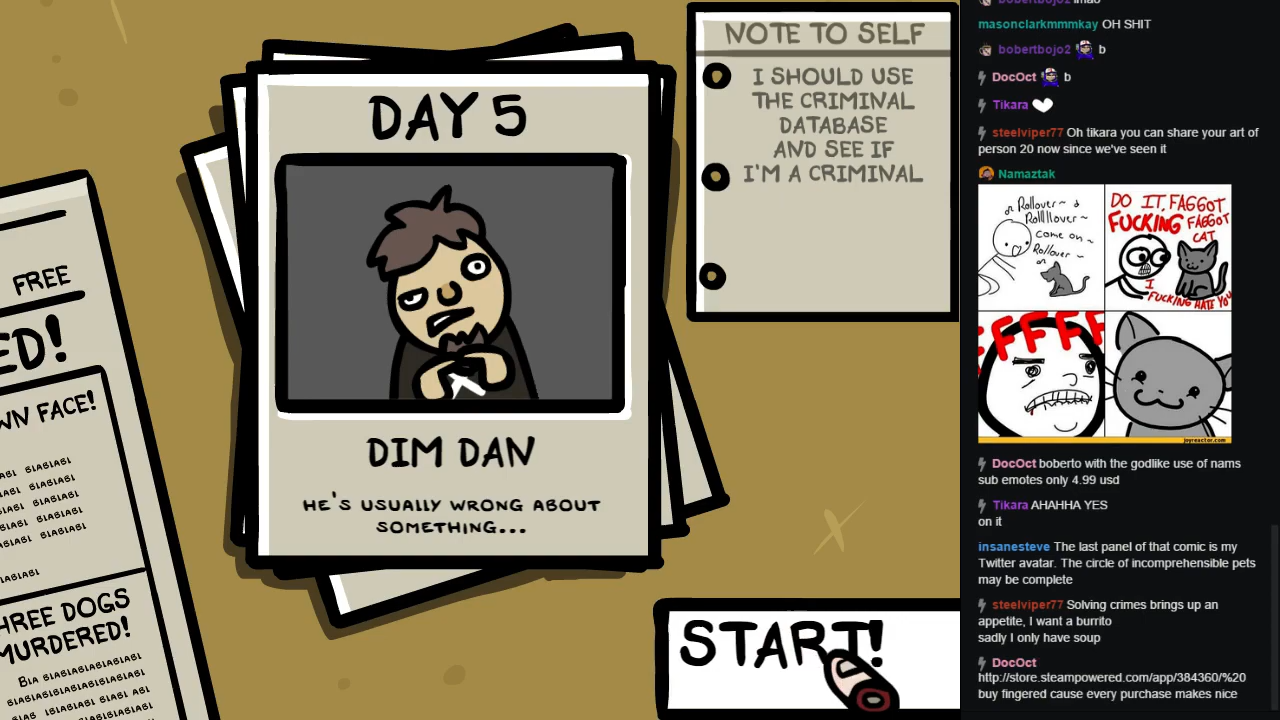 FREE
ED!
WN FACE!
HREE DOGS
MURDERED!
DAY 5
DIM DAN
HE'S USUALLY WRONG ABOUT
SOMETHING...
NOTE TO SELF
I SHOULD USE
THE CRIMINAL
DATABASE
AND SEE IF
I'M A CRIMINAL
START!
bobertbojo2 lmao
masonclarkmmmkay OH SHIT
bobertbojo2 b
DocOct b
Tikara
steelviper77 Oh tikara you can share your art of
person 20 now since we've seen it
Namaztak
Rollover~
Rollllover~
come on~
Rollover~
DO IT, FAGGOT
FUCKING FAGGOT
CAT
I
FUCKING HATE YOU
FFFFF
joyreactor.com
DocOct boberto with the godlike use of nams
sub emotes only 4.99 usd
Tikara AHAHHA YES
on it
insanesteve The last panel of that comic is my
Twitter avatar. The circle of incomprehensible pets
may be complete
steelviper77 Solving crimes brings up an
appetite, I want a burrito
sadly I only have soup
DocOct
http://store.steampowered.com/app/384360/%20
buy fingered cause every purchase makes nice